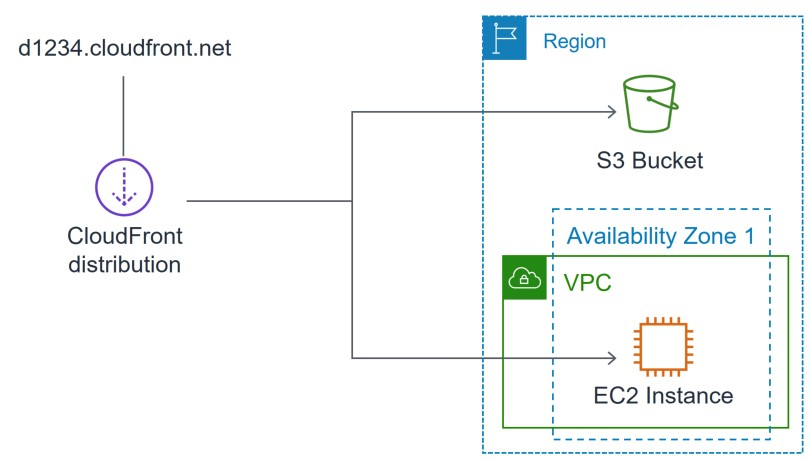 d1234.cloudfront.net
CloudFront
distribution
Region
S3 Bucket
Availability Zone 1
VPC
EC2 Instance